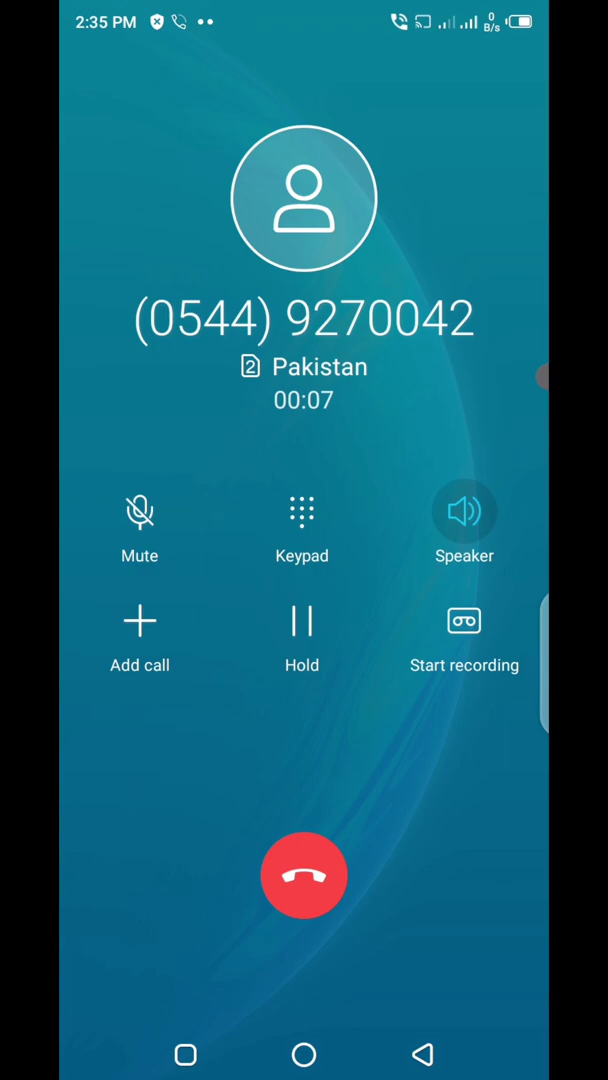 2:35 PM
0
B/s
(0544) 9270042
2 Pakistan
00:07
Mute Keypad Speaker
Add call Hold Start recording